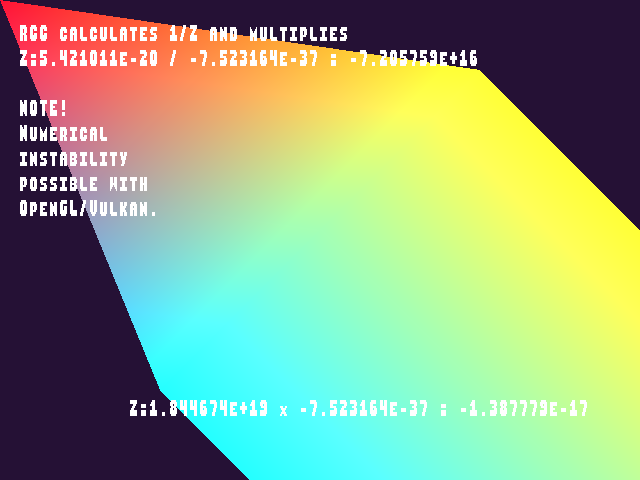 RGG CALCULATES 1/Z AND MULTIPLIES
Z:5.421011E-20 / -7.523164E-37 : -7.205759E+16
NOTE!
NUMERICAL
INSTABILITY
POSSIBLE WITH
OPENGL/VULKAN.
Z:1.844674E+19 x -7.523164E-37 : -1.387779E-17